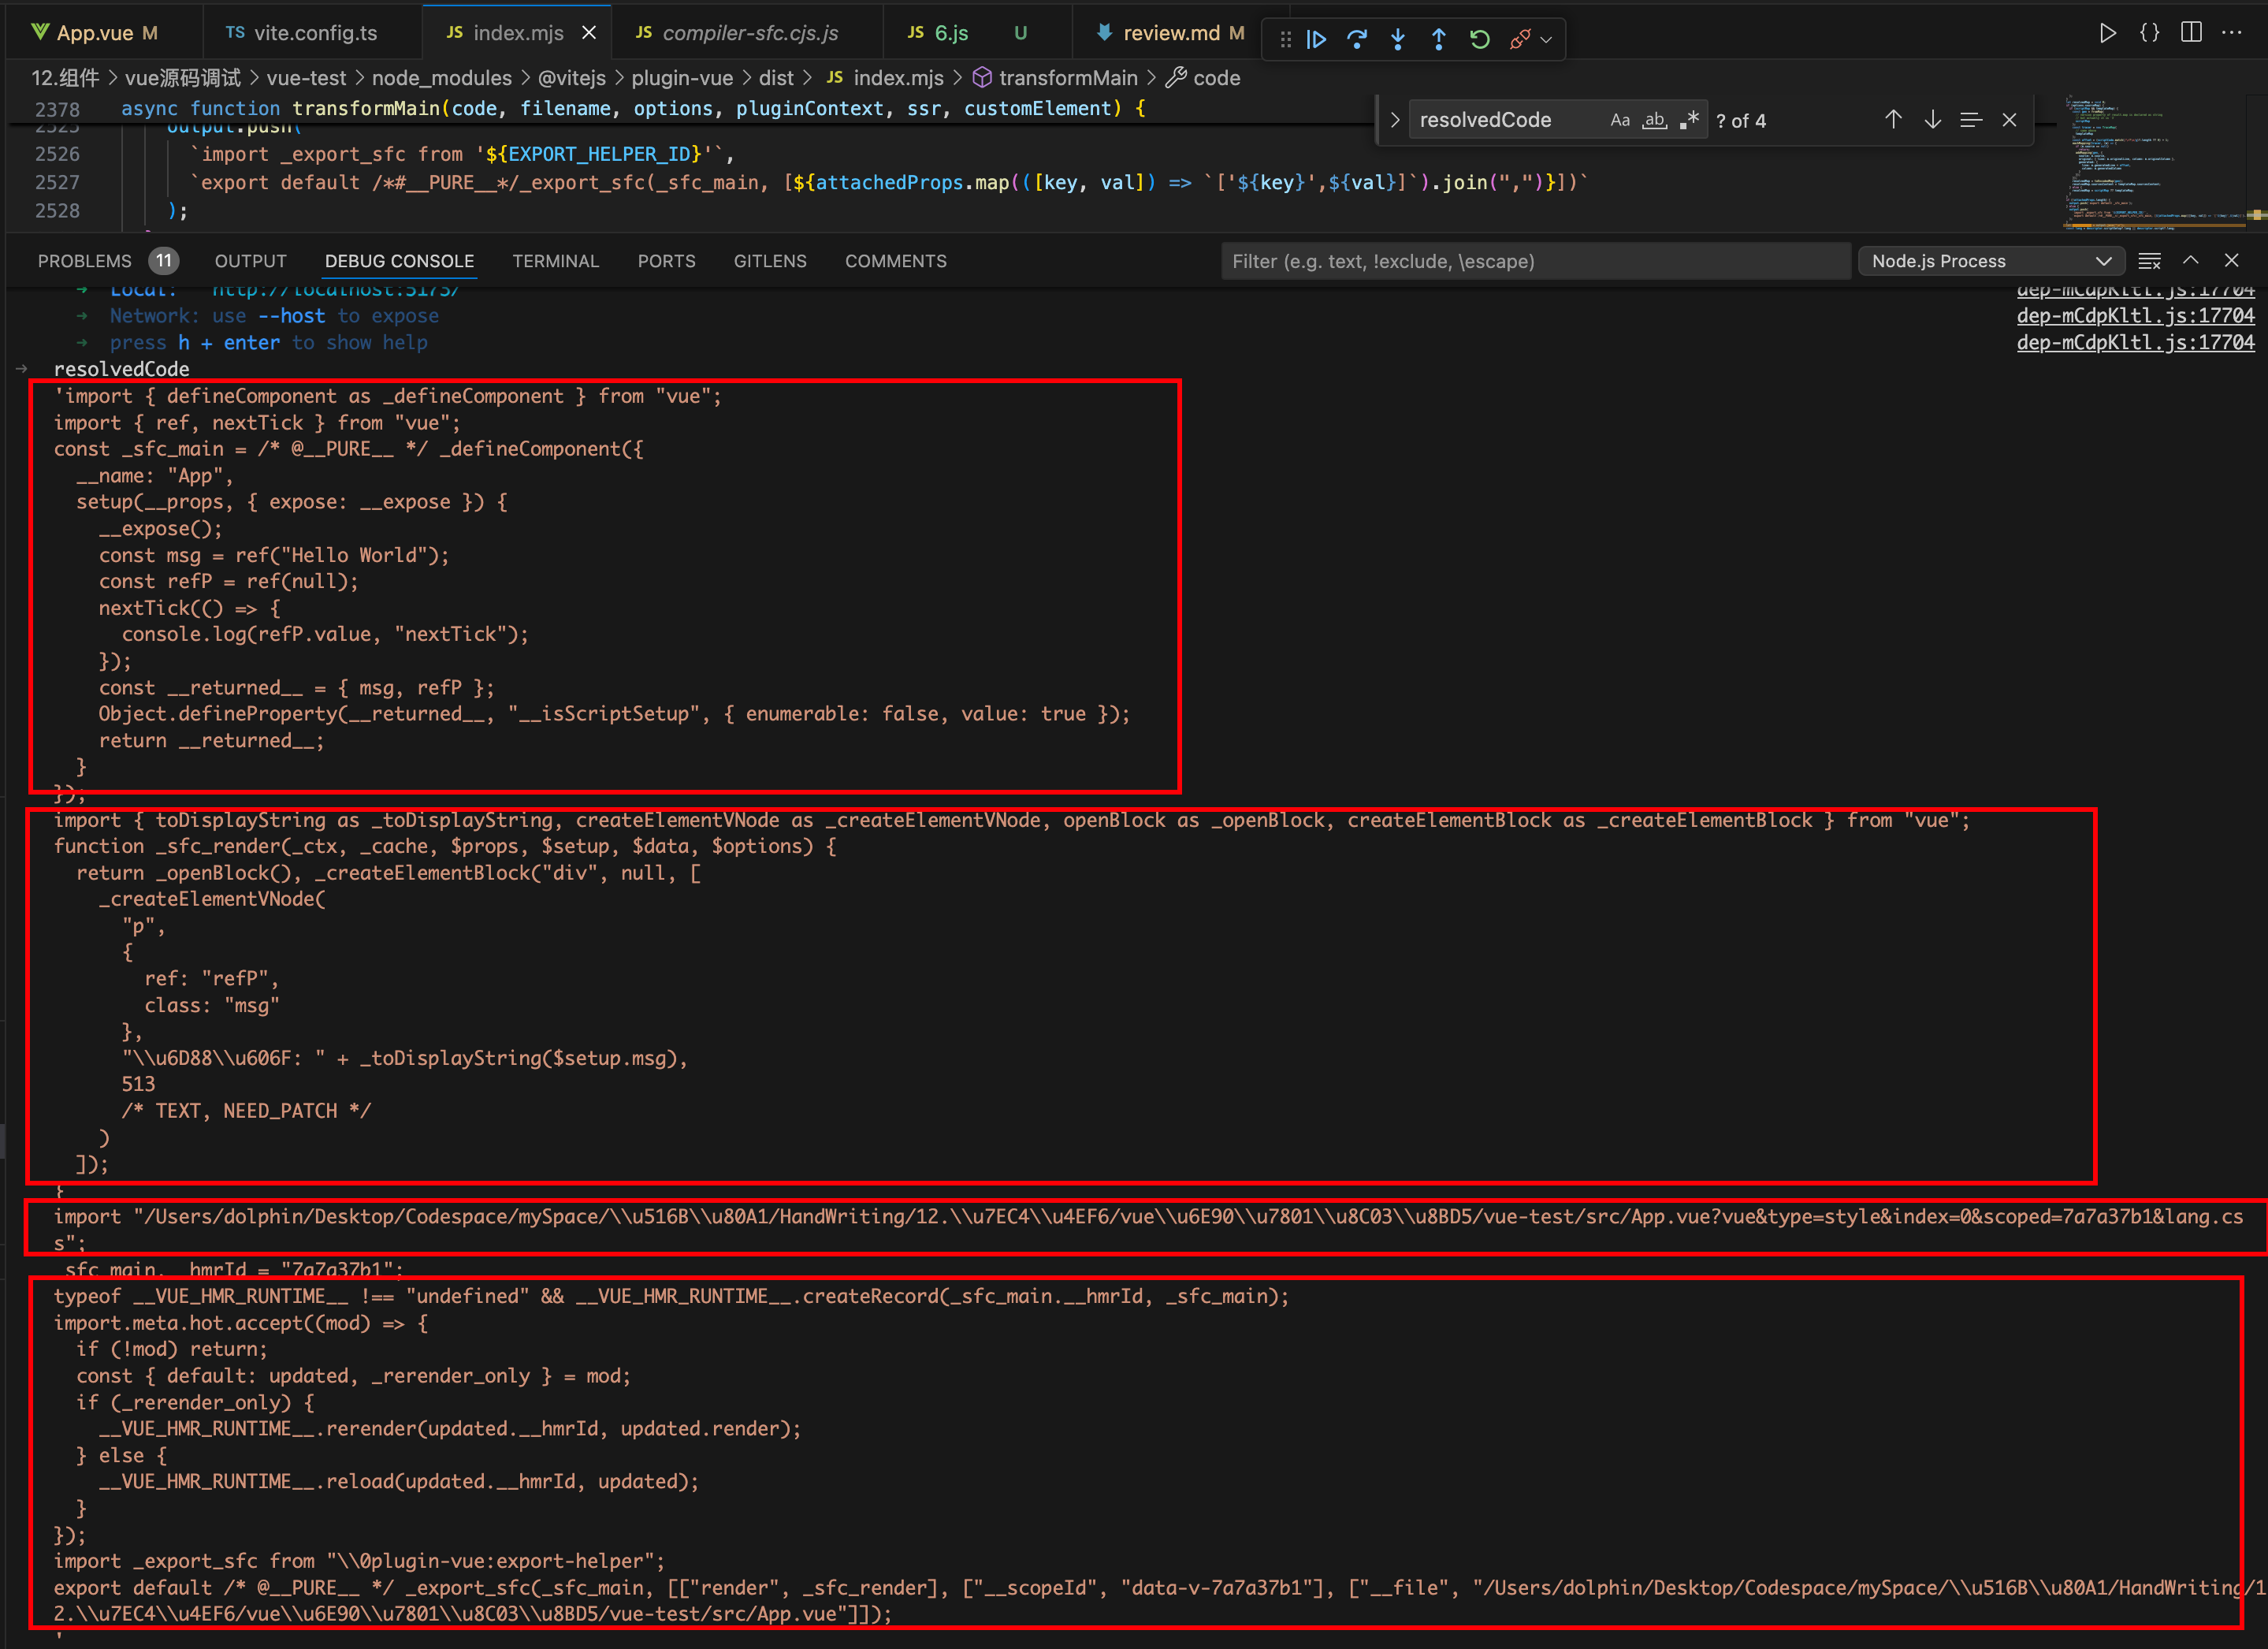 App.vue M
TS vite.config.ts
JS index.mjs
JS compiler-sfc.cjs.js
JS 6.js U
review.md M
12.组件 > vue源码调试 > vue-test > node_modules > @vitejs > plugin-vue > dist > JS index.mjs > transformMain > code
2378 async function transformMain(code, filename, options, pluginContext, ssr, customElement) {
resolvedCode Aa ab ? of 4
2525 output.push(
2526 `import _export_sfc from '${EXPORT_HELPER_ID}'`,
2527 `export default /*#__PURE__*/_export_sfc(_sfc_main, [${attachedProps.map(([key, val]) => `['${key}',${val}]`).join(",")}])`
2528 );
PROBLEMS 11 OUTPUT DEBUG CONSOLE TERMINAL PORTS GITLENS COMMENTS
Filter (e.g. text, !exclude, \escape)
Node.js Process
→ Local: http://localhost:5173/ dep-mCdpKltl.js:17704
→ Network: use --host to expose dep-mCdpKltl.js:17704
→ press h + enter to show help dep-mCdpKltl.js:17704
→ resolvedCode
'import { defineComponent as _defineComponent } from "vue";
import { ref, nextTick } from "vue";
const _sfc_main = /* @__PURE__ */ _defineComponent({
__name: "App",
setup(__props, { expose: __expose }) {
__expose();
const msg = ref("Hello World");
const refP = ref(null);
nextTick(() => {
console.log(refP.value, "nextTick");
});
const __returned__ = { msg, refP };
Object.defineProperty(__returned__, "__isScriptSetup", { enumerable: false, value: true });
return __returned__;
}
});
import { toDisplayString as _toDisplayString, createElementVNode as _createElementVNode, openBlock as _openBlock, createElementBlock as _createElementBlock } from "vue";
function _sfc_render(_ctx, _cache, $props, $setup, $data, $options) {
return _openBlock(), _createElementBlock("div", null, [
_createElementVNode(
"p",
{
ref: "refP",
class: "msg"
},
"\\u6D88\\u606F: " + _toDisplayString($setup.msg),
513
/* TEXT, NEED_PATCH */
)
]);
}
import "/Users/dolphin/Desktop/Codespace/mySpace/\\u516B\\u80A1/HandWriting/12.\\u7EC4\\u4EF6/vue\\u6E90\\u7801\\u8C03\\u8BD5/vue-test/src/App.vue?vue&type=style&index=0&scoped=7a7a37b1&lang.cs
s";
_sfc_main.__hmrId = "7a7a37b1";
typeof __VUE_HMR_RUNTIME__ !== "undefined" && __VUE_HMR_RUNTIME__.createRecord(_sfc_main.__hmrId, _sfc_main);
import.meta.hot.accept((mod) => {
if (!mod) return;
const { default: updated, _rerender_only } = mod;
if (_rerender_only) {
__VUE_HMR_RUNTIME__.rerender(updated.__hmrId, updated.render);
} else {
__VUE_HMR_RUNTIME__.reload(updated.__hmrId, updated);
}
});
import _export_sfc from "\\0plugin-vue:export-helper";
export default /* @__PURE__ */ _export_sfc(_sfc_main, [["render", _sfc_render], ["__scopeId", "data-v-7a7a37b1"], ["__file", "/Users/dolphin/Desktop/Codespace/mySpace/\\u516B\\u80A1/HandWriting/1
2.\\u7EC4\\u4EF6/vue\\u6E90\\u7801\\u8C03\\u8BD5/vue-test/src/App.vue"]]);
'